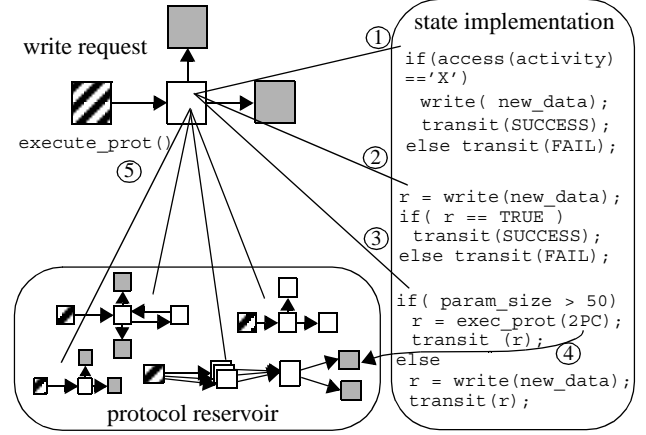 write request
execute_prot()
5
protocol reservoir
state implementation
1
if(access(activity)
=='X')
write( new_data);
transit(SUCCESS);
else transit(FAIL);
2
r = write(new_data);
if( r == TRUE )
transit(SUCCESS);
else transit(FAIL);
3
if( param_size > 50)
r = exec_prot(2PC);
transit (r);
4
else
r = write(new_data);
transit(r);